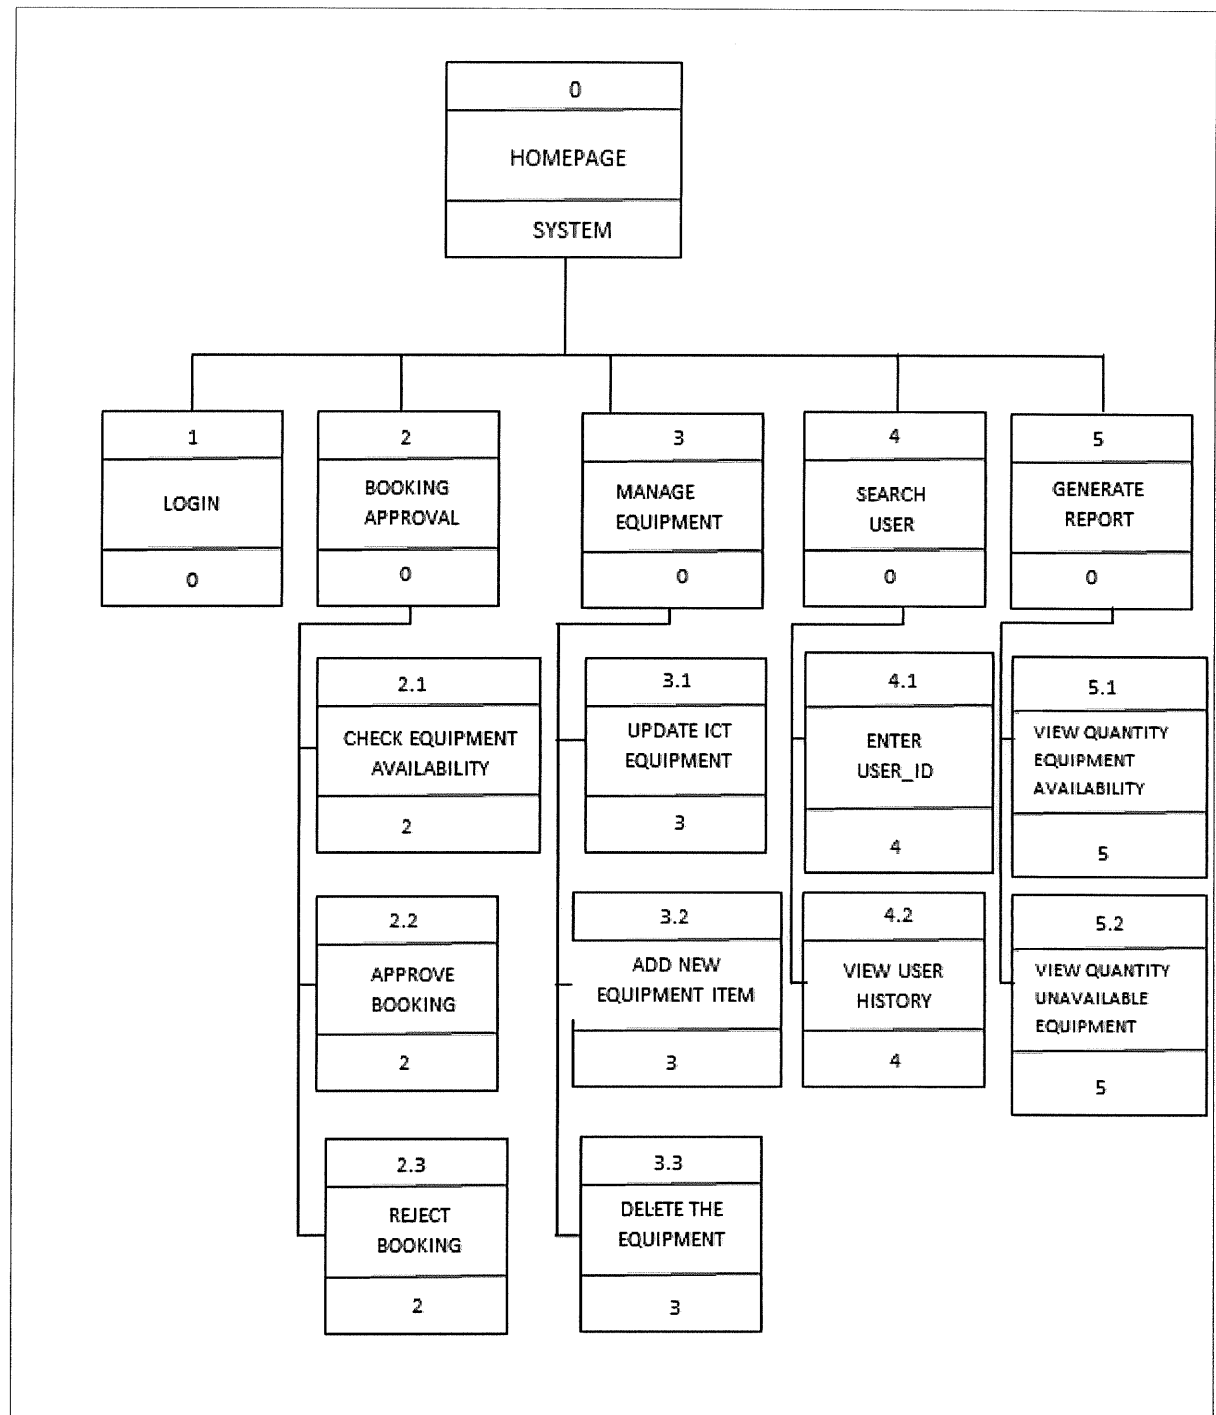 0
HOMEPAGE
SYSTEM
1
LOGIN
0
2
BOOKING
APPROVAL
0
3
MANAGE
EQUIPMENT
0
4
SEARCH
USER
0
5
GENERATE
REPORT
0
2.1
CHECK EQUIPMENT
AVAILABILITY
2
2.2
APPROVE
BOOKING
2
2.3
REJECT
BOOKING
2
3.1
UPDATE ICT
EQUIPMENT
3
3.2
ADD NEW
EQUIPMENT ITEM
3
3.3
DELETE THE
EQUIPMENT
3
4.1
ENTER
USER_ID
4
4.2
VIEW USER
HISTORY
4
5.1
VIEW QUANTITY
EQUIPMENT
AVAILABILITY
5
5.2
VIEW QUANTITY
UNAVAILABLE
EQUIPMENT
5